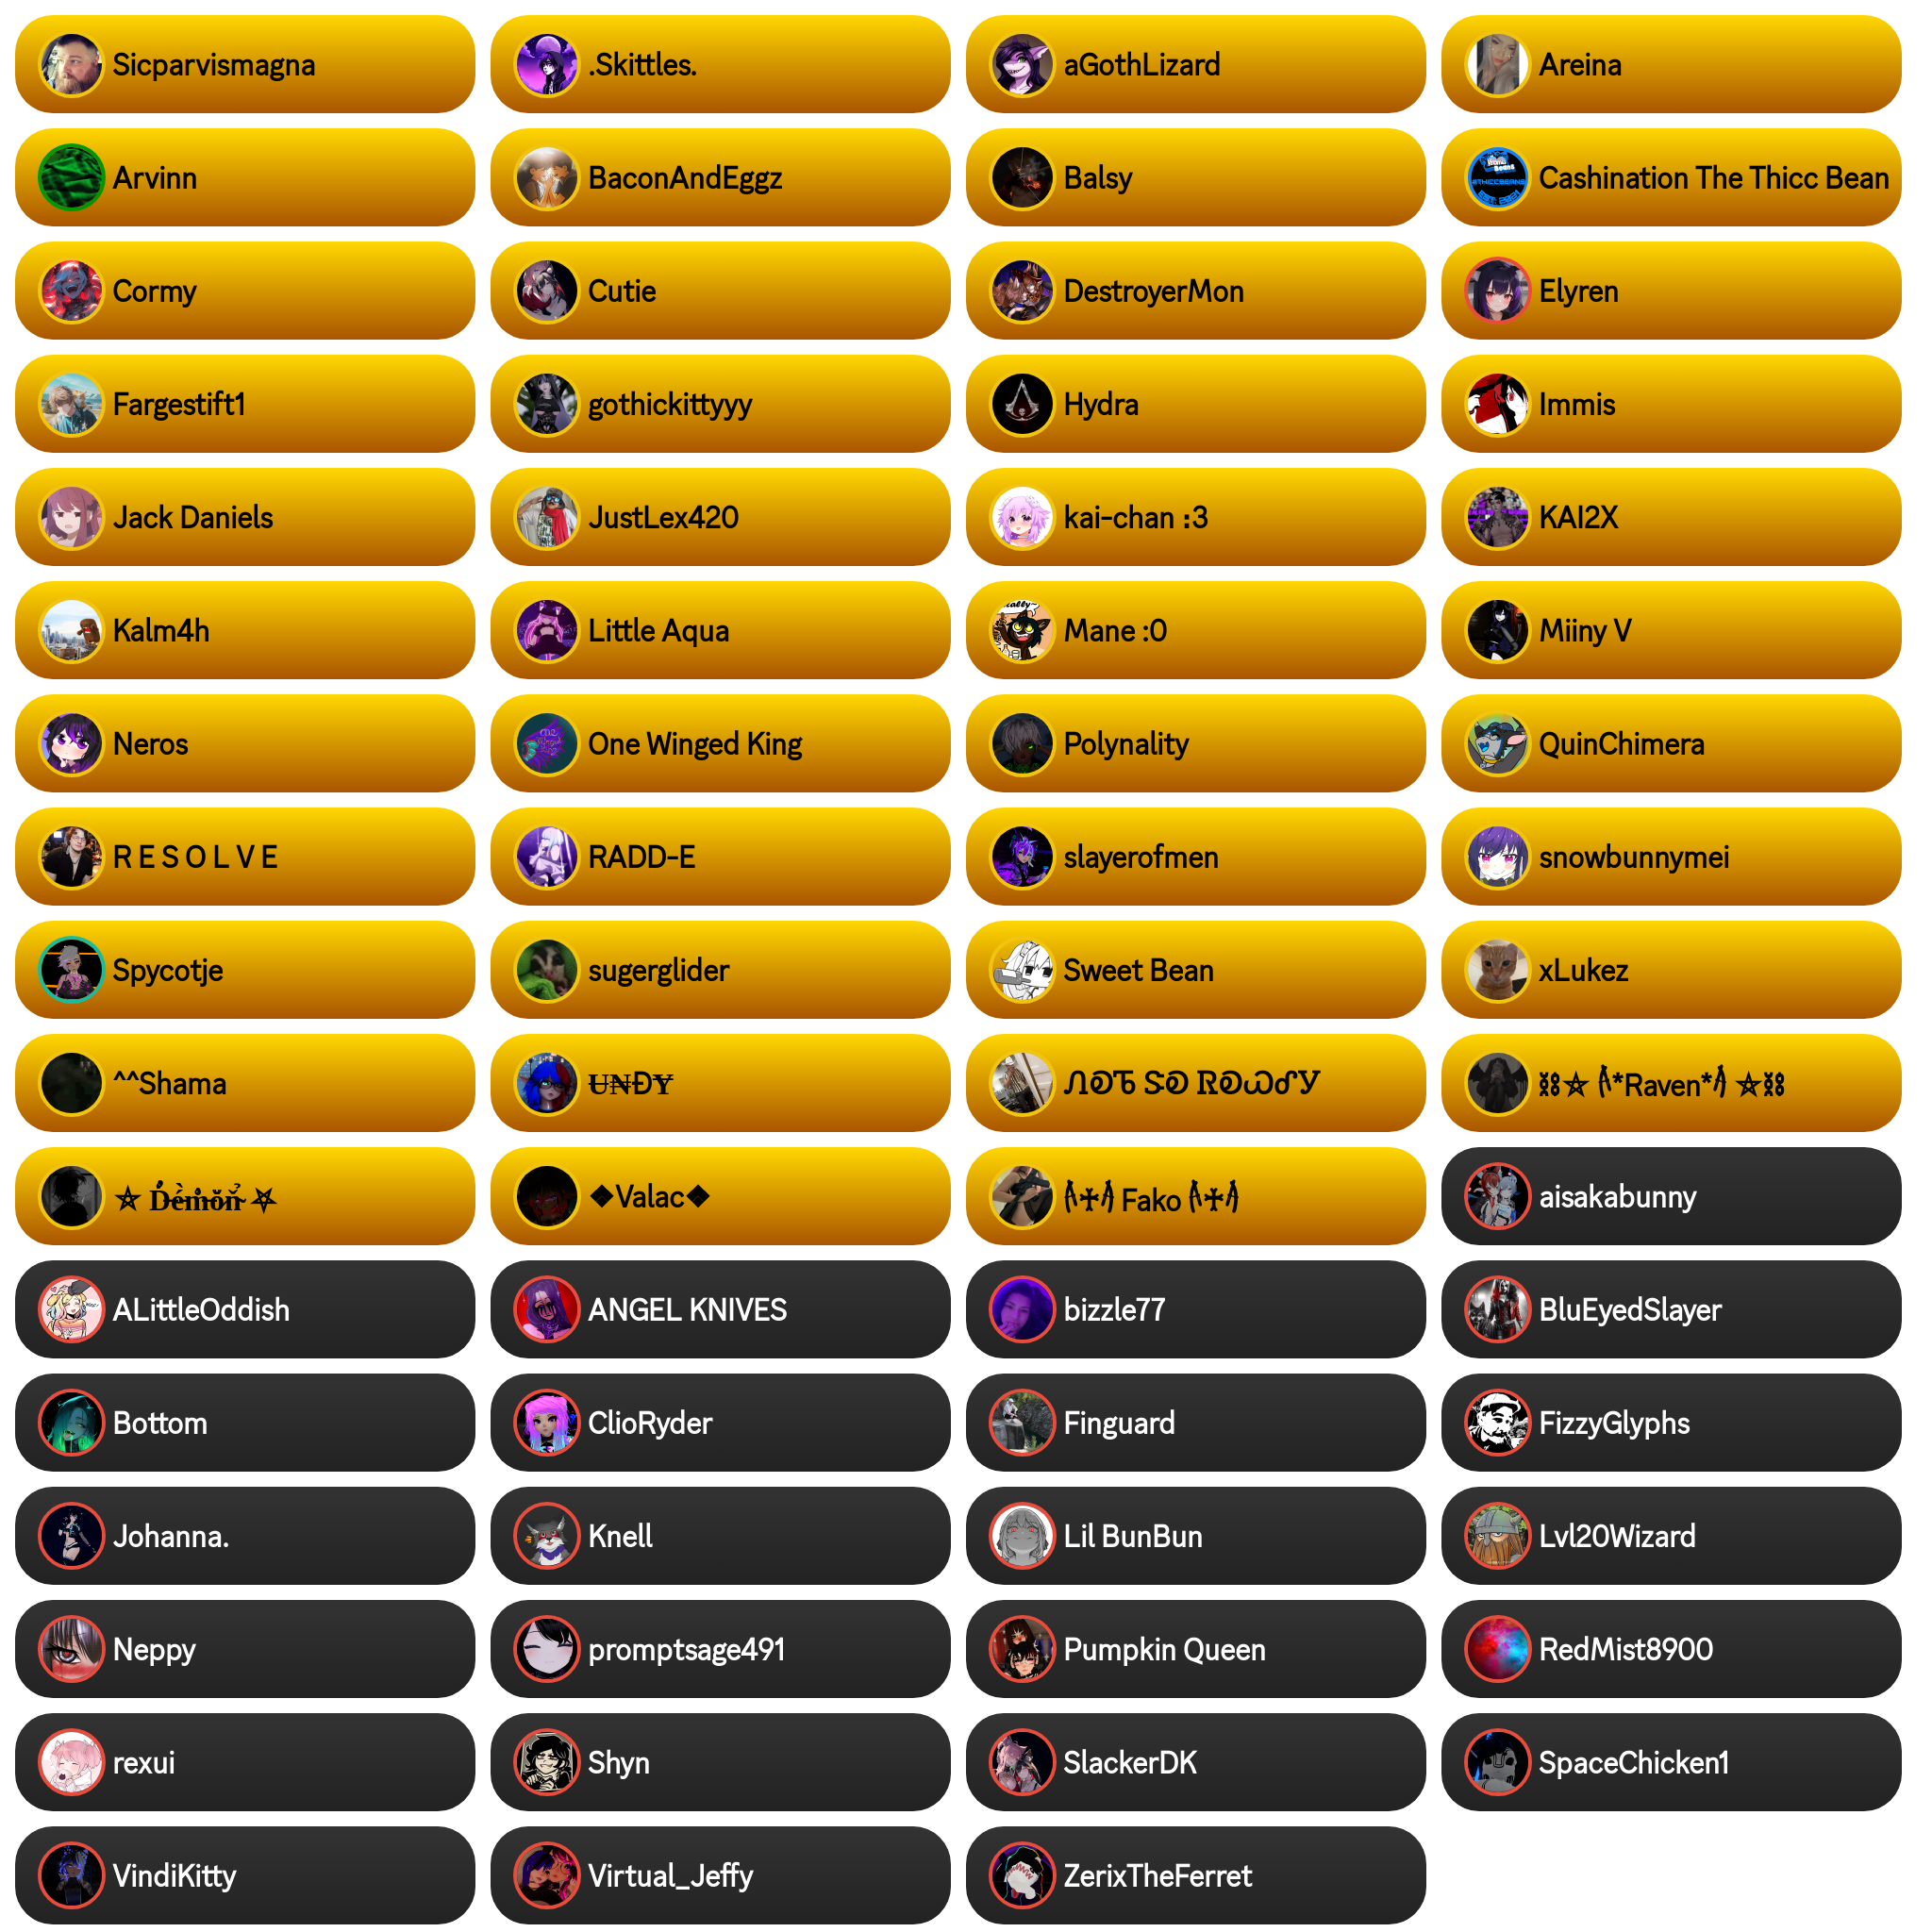 Sicparvismagna
.Skittles.
aGothLizard
Areina
Arvinn
BaconAndEggz
Balsy
Cashination The Thicc Bean
Cormy
Cutie
DestroyerMon
Elyren
Fargestift1
gothickittyyy
Hydra
Immis
Jack Daniels
JustLex420
kai-chan :3
KAI2X
Kalm4h
Little Aqua
Mane :0
Miiny V
Neros
One Winged King
Polynality
QuinChimera
R E S O L V E
RADD-E
slayerofmen
snowbunnymei
Spycotje
sugerglider
Sweet Bean
xLukez
^^Shama
*Raven*
❖Valac❖
Fako
aisakabunny
ALittleOddish
ANGEL KNIVES
bizzle77
BluEyedSlayer
Bottom
ClioRyder
Finguard
FizzyGlyphs
Johanna.
Knell
Lil BunBun
Lvl20Wizard
Neppy
promptsage491
Pumpkin Queen
RedMist8900
rexui
Shyn
SlackerDK
SpaceChicken1
VindiKitty
Virtual_Jeffy
ZerixTheFerret